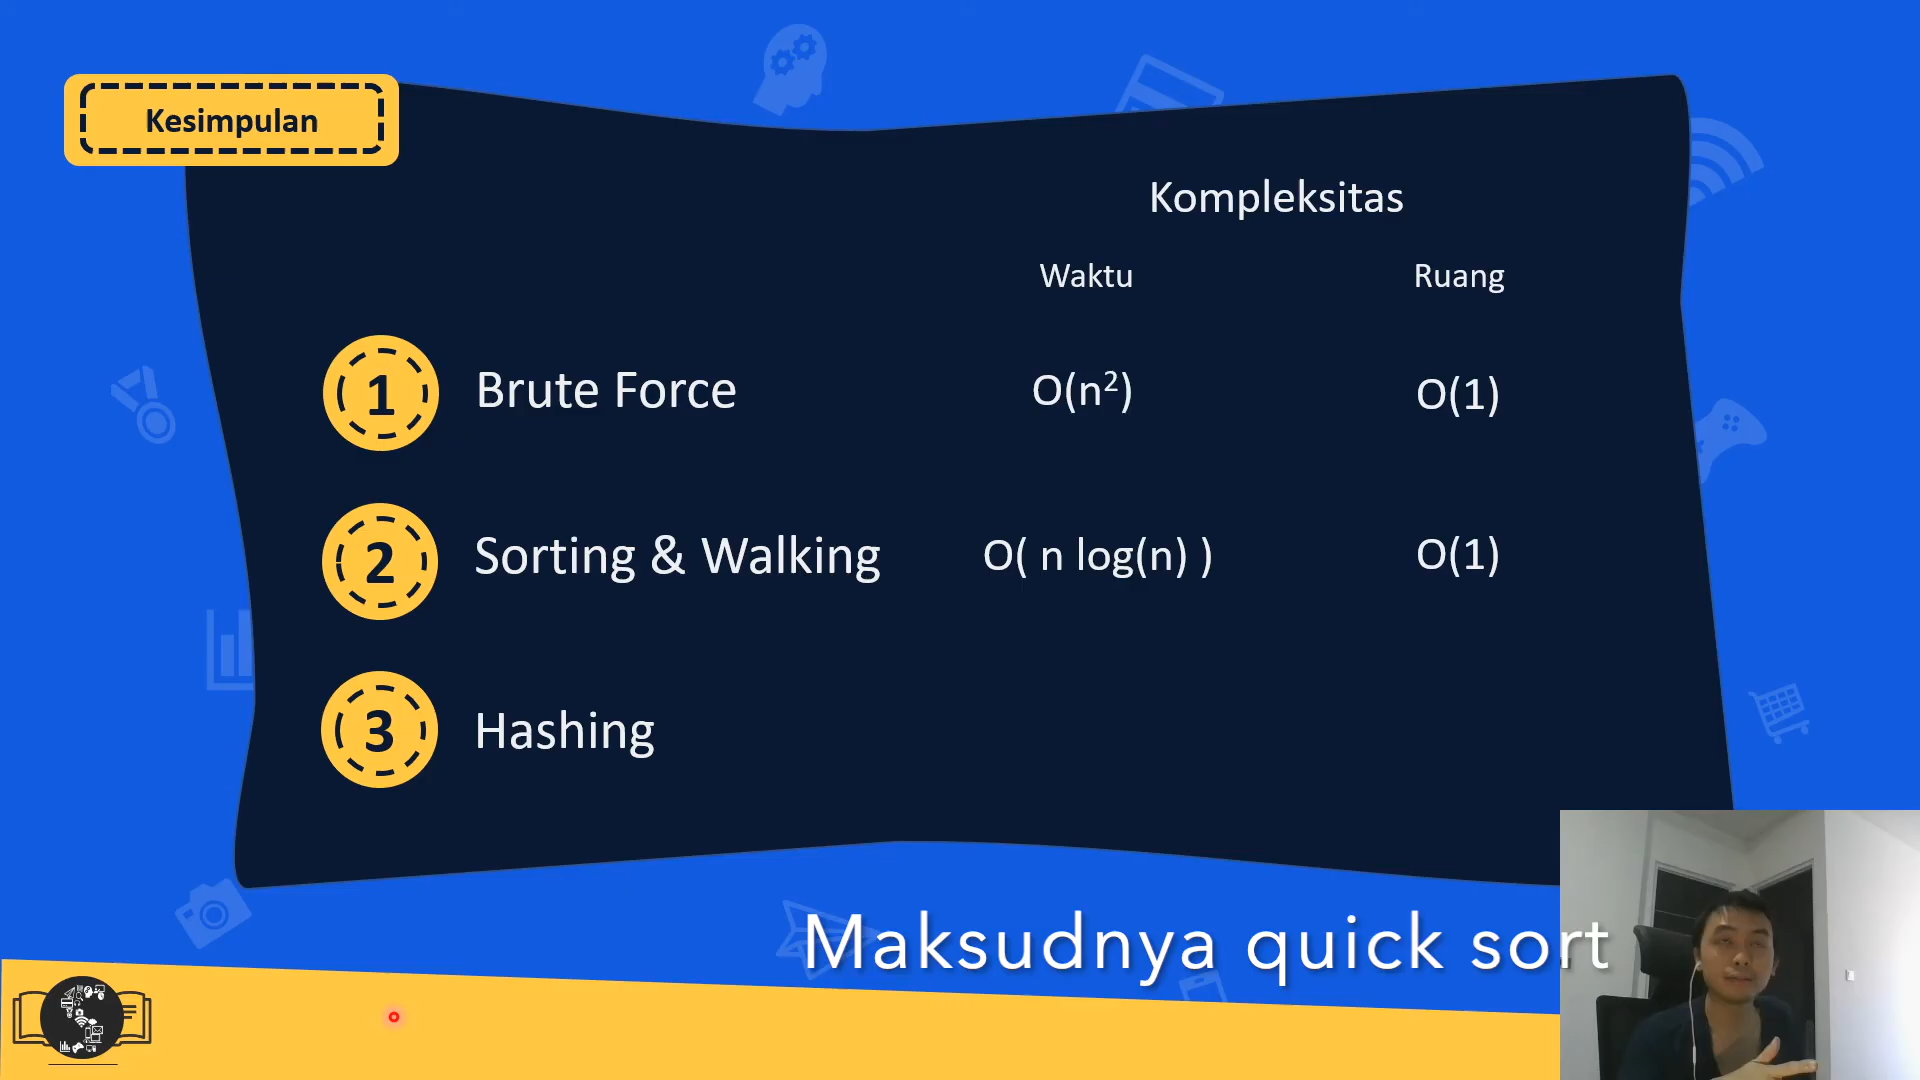 Kesimpulan
Kompleksitas
Waktu Ruang
1 Brute Force O(n²) O(1)
2 Sorting & Walking O( n log(n) ) O(1)
3 Hashing
Maksudnya quick sort